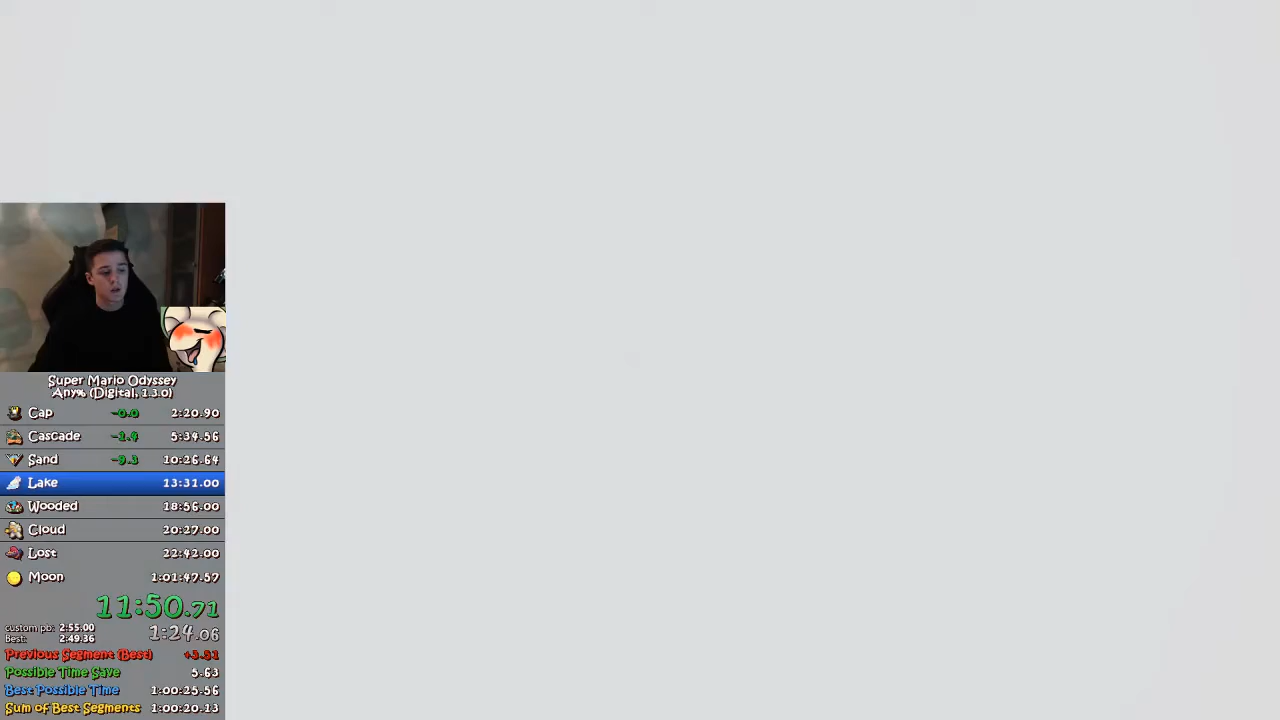 Super Mario Odyssey
Any% (Digital, 1.3.0)
Cap -0.0 2:20.90
Cascade -1.4 5:34.56
Sand -9.3 10:26.64
Lake 13:31.00
Wooded 18:56.00
Cloud 20:27.00
Lost 22:42.00
Moon 1:01:47.57
11:50.71
custom pb: 2:55.00
Best: 2:49.36
1:24.06
Previous Segment (Best) +3.51
Possible Time Save 5.63
Best Possible Time 1:00:25.56
Sum of Best Segments 1:00:20.13